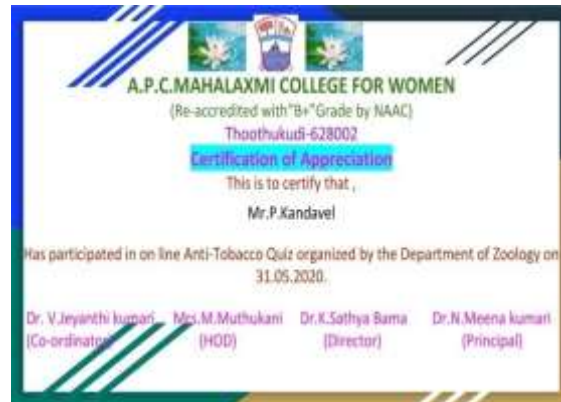 A.P.C.MAHALAXMI COLLEGE FOR WOMEN
(Re-accredited with"B+"Grade by NAAC)
Thoothukudi-628002
Certification of Appreciation
This is to certify that ,
Mr.P.Kandavel
Has participated in on line Anti-Tobacco Quiz organized by the Department of Zoology on
31.05.2020.
Dr. V.Jeyanthi kumari Mrs.M.Muthukani Dr.K.Sathya Bama Dr.N.Meena kumari
(Co-ordinator) (HOD) (Director) (Principal)